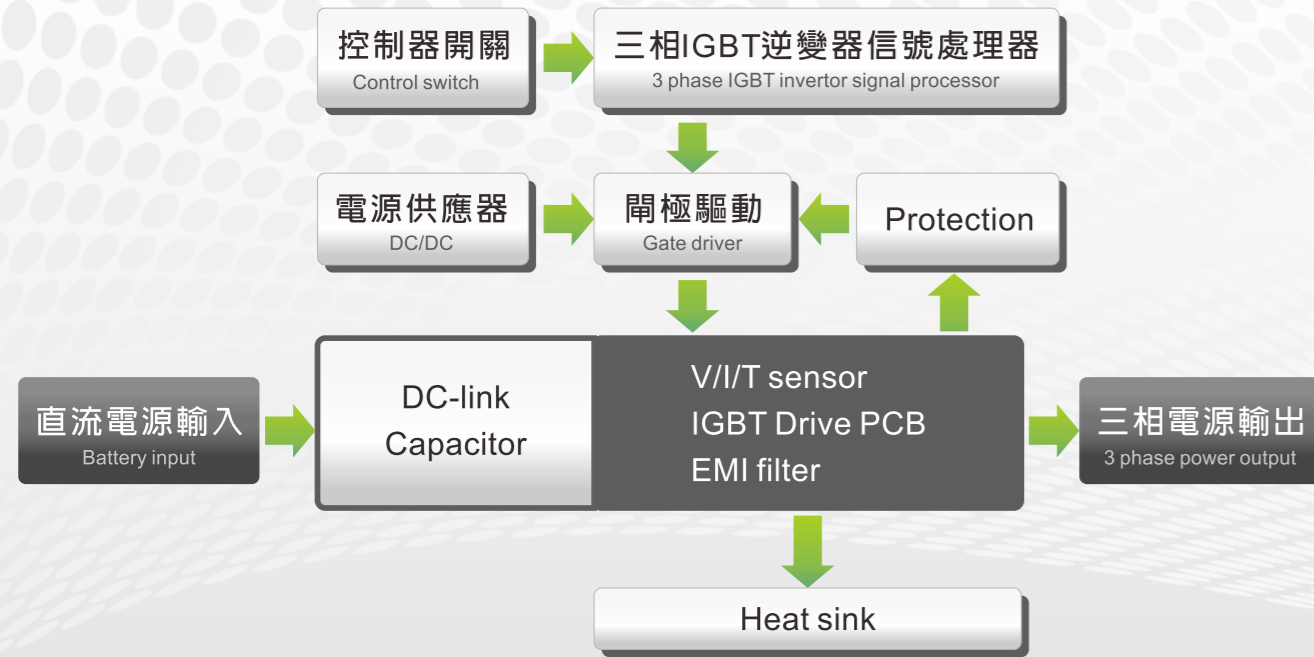 控制器開關
Control switch
三相IGBT逆變器信號處理器
3 phase IGBT invertor signal processor
電源供應器
DC/DC
閘極驅動
Gate driver
Protection
直流電源輸入
Battery input
DC-link
Capacitor
V/I/T sensor
IGBT Drive PCB
EMI filter
三相電源輸出
3 phase power output
Heat sink